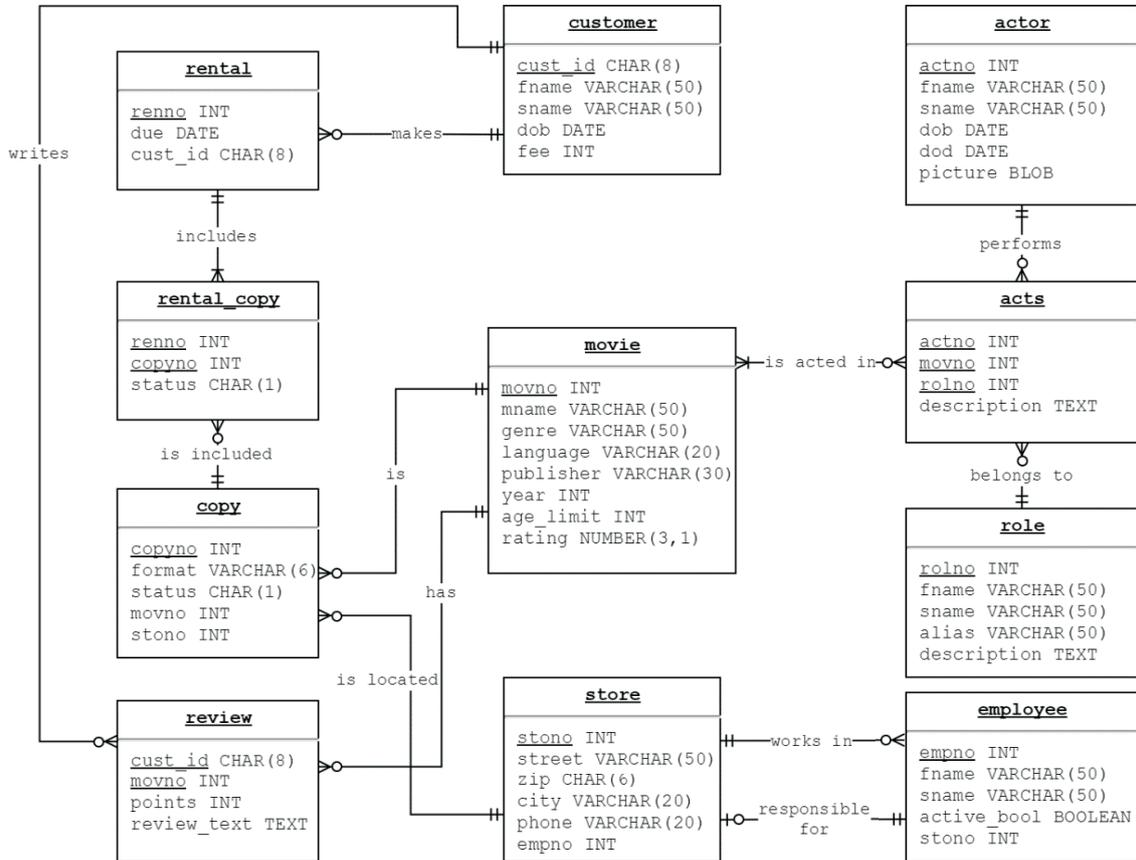 customer
cust_id CHAR(8)
fname VARCHAR(50)
sname VARCHAR(50)
dob DATE
fee INT
actor
actno INT
fname VARCHAR(50)
sname VARCHAR(50)
dob DATE
dod DATE
picture BLOB
rental
renno INT
due DATE
cust_id CHAR(8)
makes
writes
includes
performs
rental_copy
renno INT
copyno INT
status CHAR(1)
movie
movno INT
mname VARCHAR(50)
genre VARCHAR(50)
language VARCHAR(20)
publisher VARCHAR(30)
year INT
age_limit INT
rating NUMBER(3,1)
is acted in
acts
actno INT
movno INT
rolno INT
description TEXT
is included
is
belongs to
copy
copyno INT
format VARCHAR(6)
status CHAR(1)
movno INT
stono INT
has
role
rolno INT
fname VARCHAR(50)
sname VARCHAR(50)
alias VARCHAR(50)
description TEXT
is located
review
cust_id CHAR(8)
movno INT
points INT
review_text TEXT
store
stono INT
street VARCHAR(50)
zip CHAR(6)
city VARCHAR(20)
phone VARCHAR(20)
empno INT
works in
responsible
for
employee
empno INT
fname VARCHAR(50)
sname VARCHAR(50)
active_bool BOOLEAN
stono INT